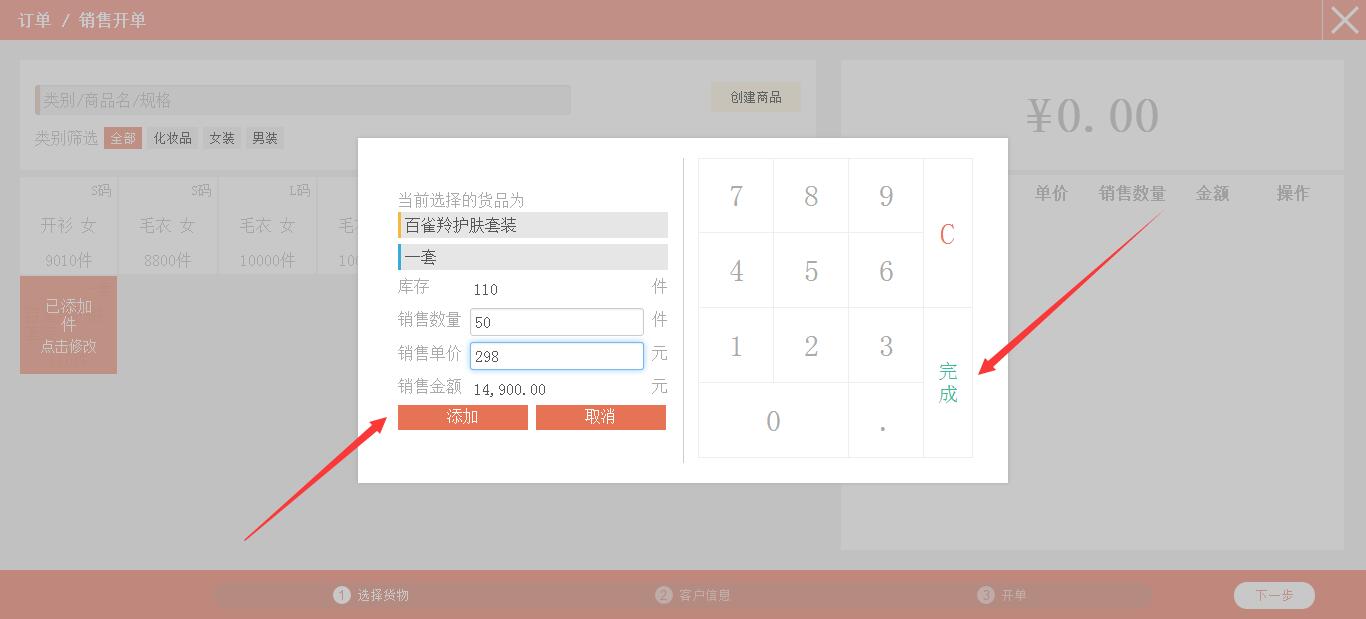 订单 / 销售开单
类别/商品名/规格
创建商品
类别筛选 全部 化妆品 女装 男装
¥0.00
单价 销售数量 金额 操作
S码 S码 L码
开衫 女 毛衣 女 毛衣 女 毛
9010件 8800件 10000件 100
已添加
件
点击修改
当前选择的货品为
百雀羚护肤套装
一套
库存 110 件
销售数量 50 件
销售单价 298 元
销售金额 14,900.00 元
添加 取消
7 8 9
C
4 5 6
1 2 3
完
成
0 .
1 选择货物 2 客户信息 3 开单 下一步